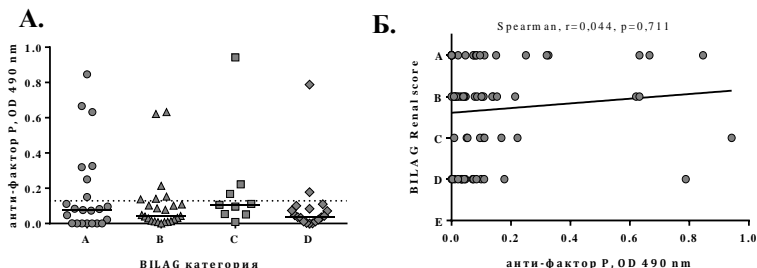 А.
анти-фактор P, OD 490 nm
1.0
0.8
0.6
0.4
0.2
0.0
A B C D
BILAG категория
Б.
Spearman, r=0,044, p=0,711
BILAG Renal score
A
B
C
D
E
0.0 0.2 0.4 0.6 0.8 1.0
анти-фактор P, OD 490 nm